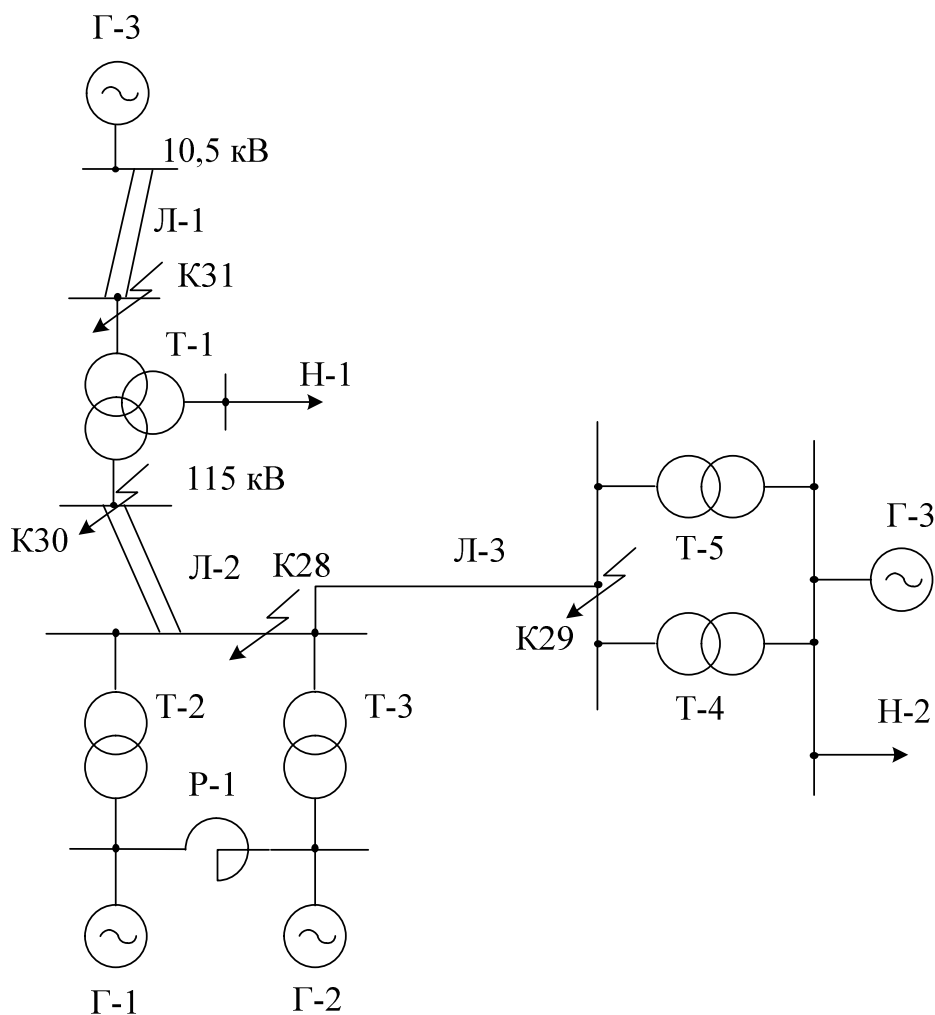 Г-3
10,5 кВ
Л-1
К31
Т-1
Н-1
115 кВ
К30
Л-2
К28
Л-3
Т-5
Г-3
К29
Т-4
Н-2
Т-2
Т-3
Р-1
Г-1
Г-2